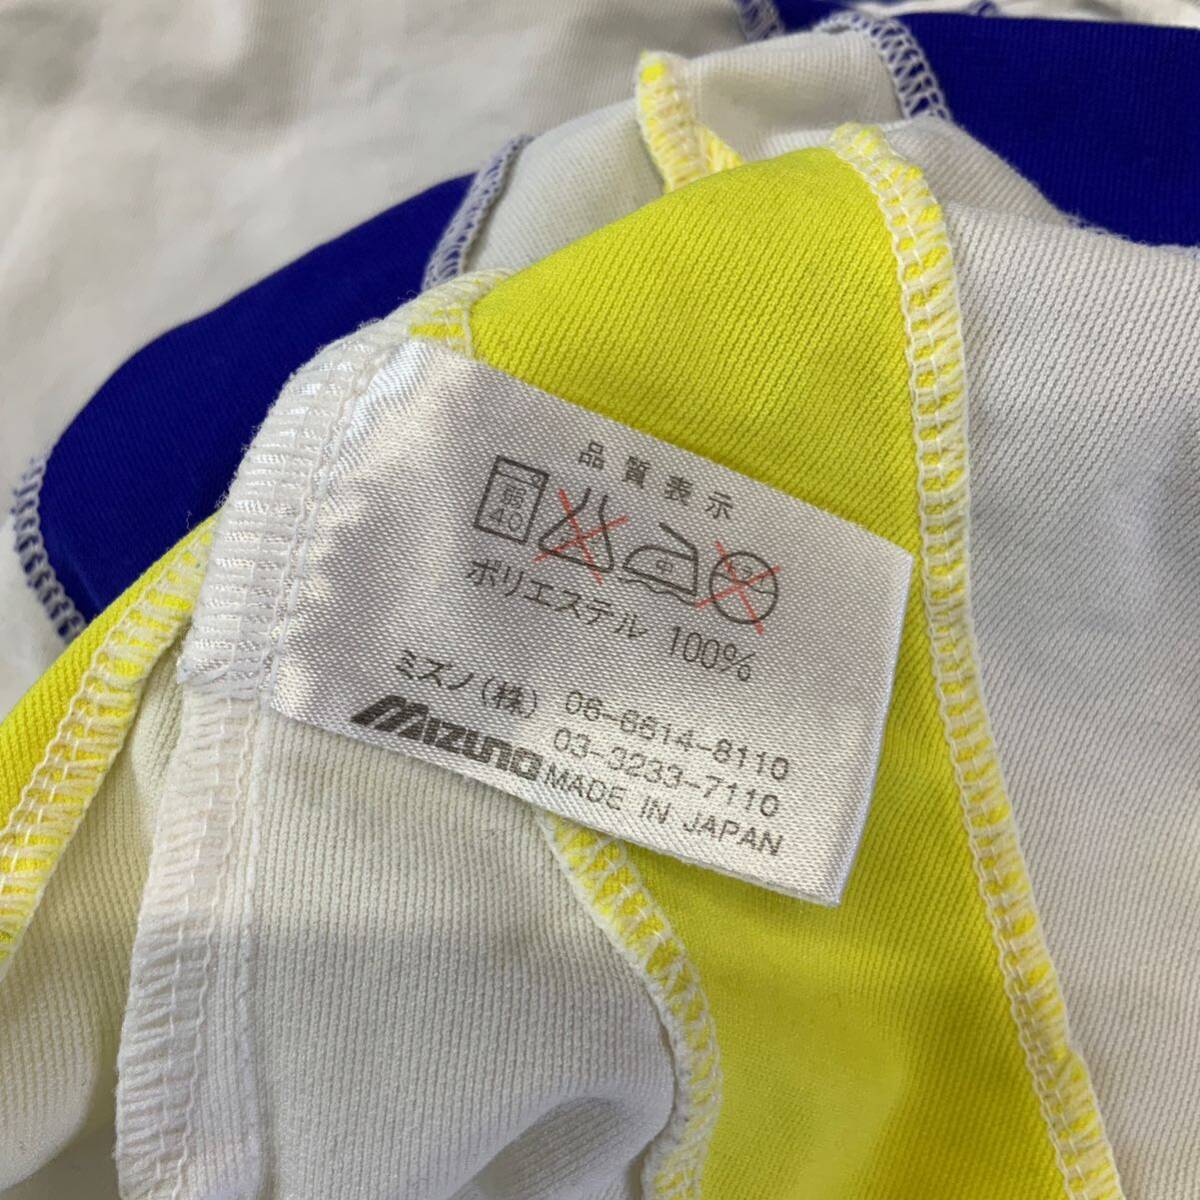 品質表示
40
ポリエステル 100%
ミズノ(株) 06-6614-8110
03-3233-7110
MIZUNO MADE IN JAPAN